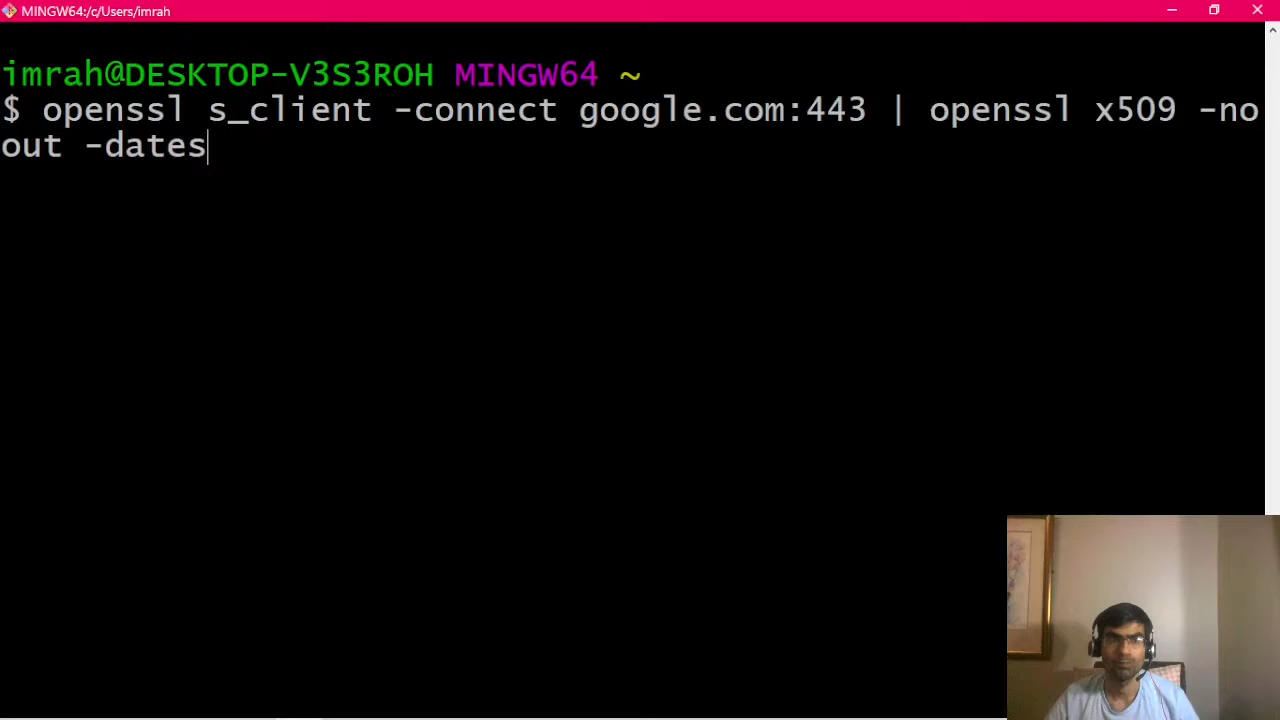 MINGW64:/c/Users/imrah
imrah@DESKTOP-V3S3ROH MINGW64 ~
$ openssl s_client -connect google.com:443 | openssl x509 -no
out -dates